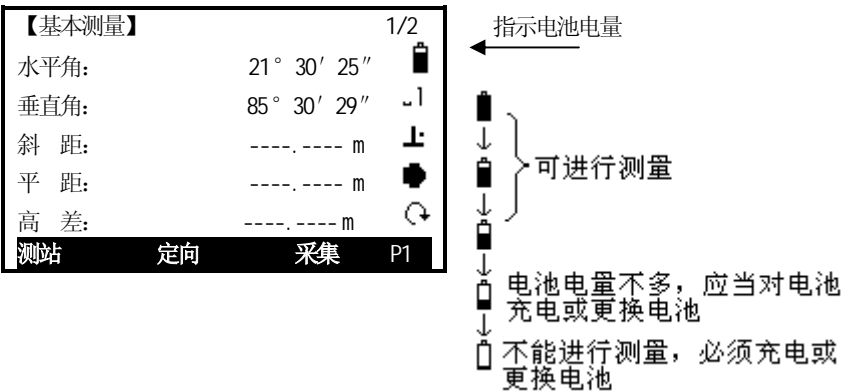 【基本测量】 1/2
水平角: 21° 30′ 25″
垂直角: 85° 30′ 29″
斜 距: ----.---- m
平 距: ----.---- m
高 差: ----.---- m
测站 定向 采集 P1
指示电池电量
可进行测量
电池电量不多，应当对电池
充电或更换电池
不能进行测量，必须充电或
更换电池